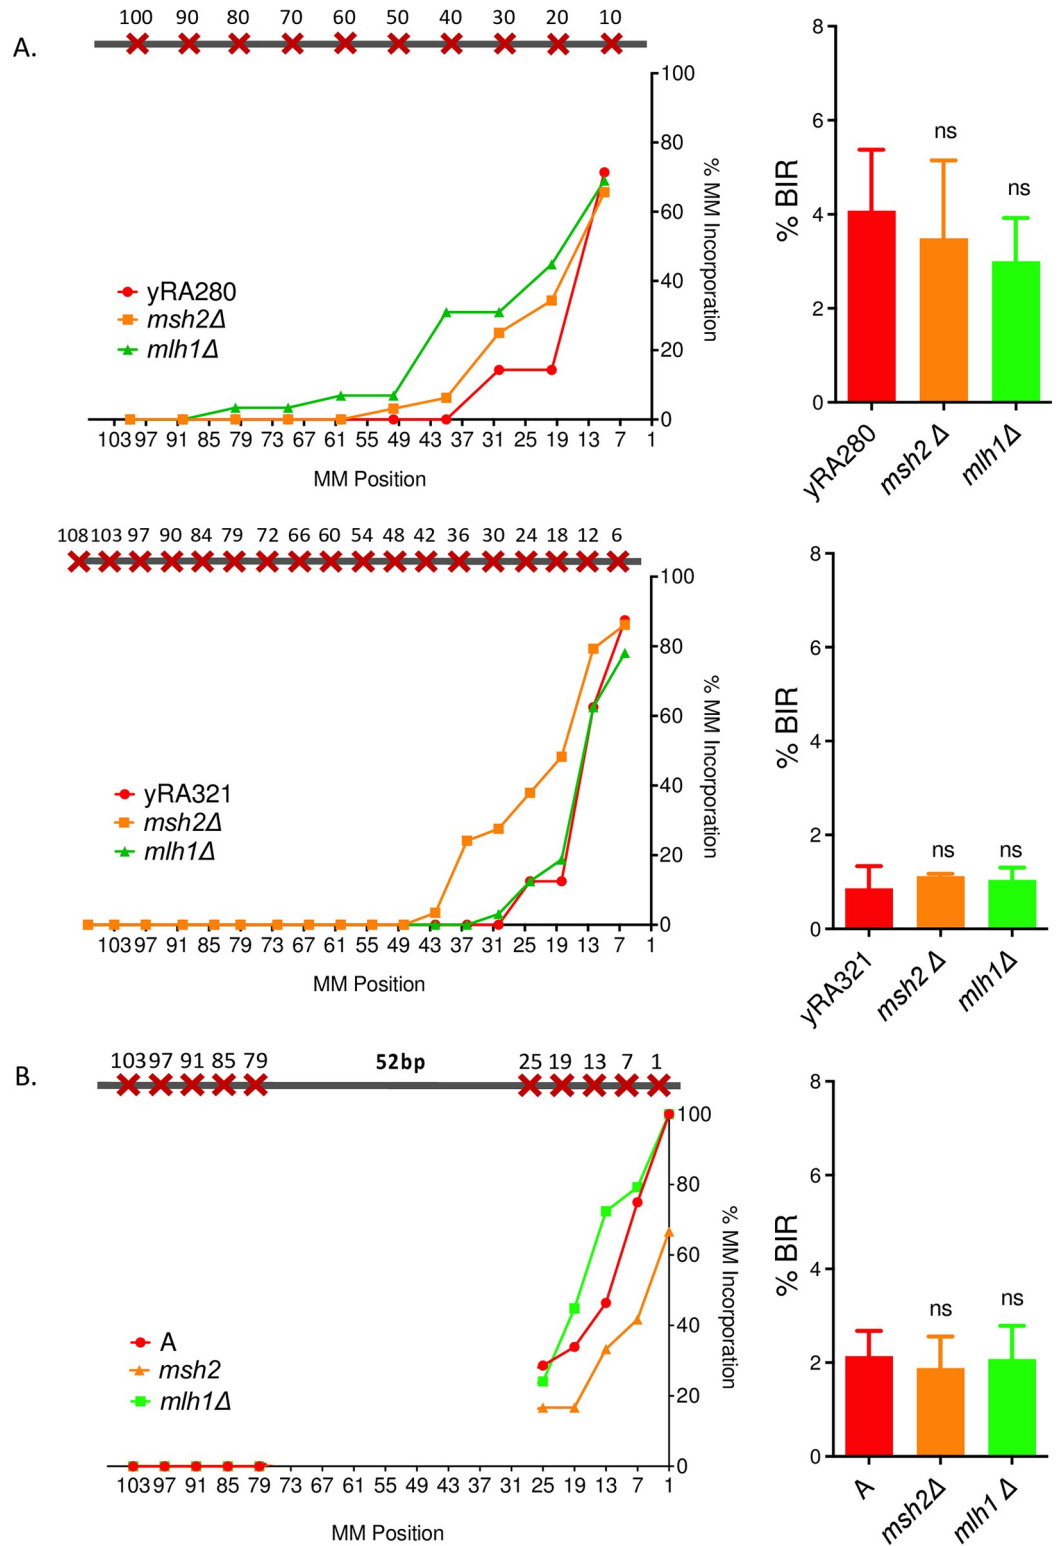 A.
100 90 80 70 60 50 40 30 20 10
100
80
60
40
20
0
% MM Incorporation
yRA280
msh2Δ
mlh1Δ
103 97 91 85 79 73 67 61 55 49 43 37 31 25 19 13 7 1
MM Position
8
6
4
2
0
% BIR
ns
ns
yRA280
msh2 Δ
mlh1Δ
108 103 97 90 84 79 72 66 60 54 48 42 36 30 24 18 12 6
100
80
60
40
20
0
% MM Incorporation
yRA321
msh2Δ
mlh1Δ
103 97 91 85 79 73 67 61 55 49 43 37 31 25 19 13 7 1
MM Position
8
6
4
2
0
% BIR
ns
ns
yRA321
msh2 Δ
mlh1Δ
B.
103 97 91 85 79 52bp 25 19 13 7 1
100
80
60
40
20
0
% MM Incorporation
A
msh2
mlh1Δ
103 97 91 85 79 73 67 61 55 49 43 37 31 25 19 13 7 1
MM Position
8
6
4
2
0
% BIR
ns
ns
A
msh2Δ
mlh1 Δ